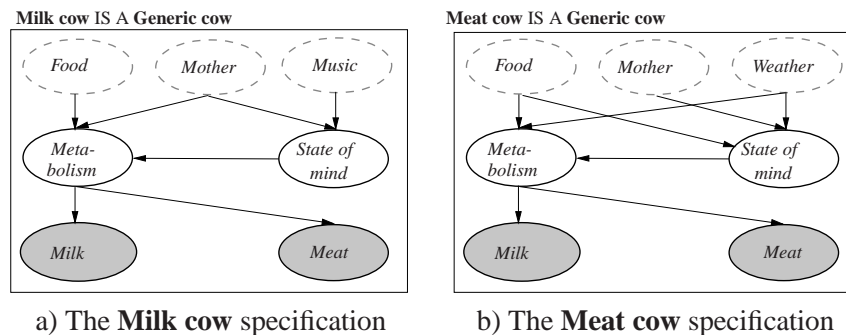 Milk cow IS A Generic cow
Food
Mother
Music
Meta-
bolism
State of
mind
Milk
Meat
a) The Milk cow specification
Meat cow IS A Generic cow
Food
Mother
Weather
Meta-
bolism
State of
mind
Milk
Meat
b) The Meat cow specification